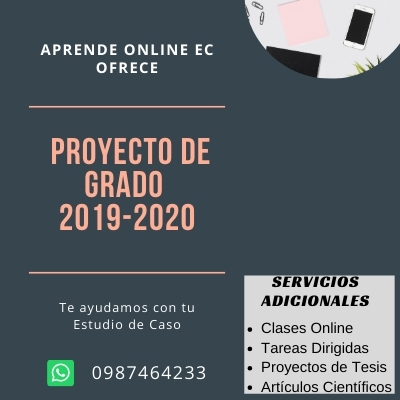 APRENDE ONLINE EC
OFRECE
PROYECTO DE
GRADO
2019-2020
Te ayudamos con tu
Estudio de Caso
0987464233
SERVICIOS
ADICIONALES
• Clases Online
• Tareas Dirigidas
• Proyectos de Tesis
• Artículos Científicos